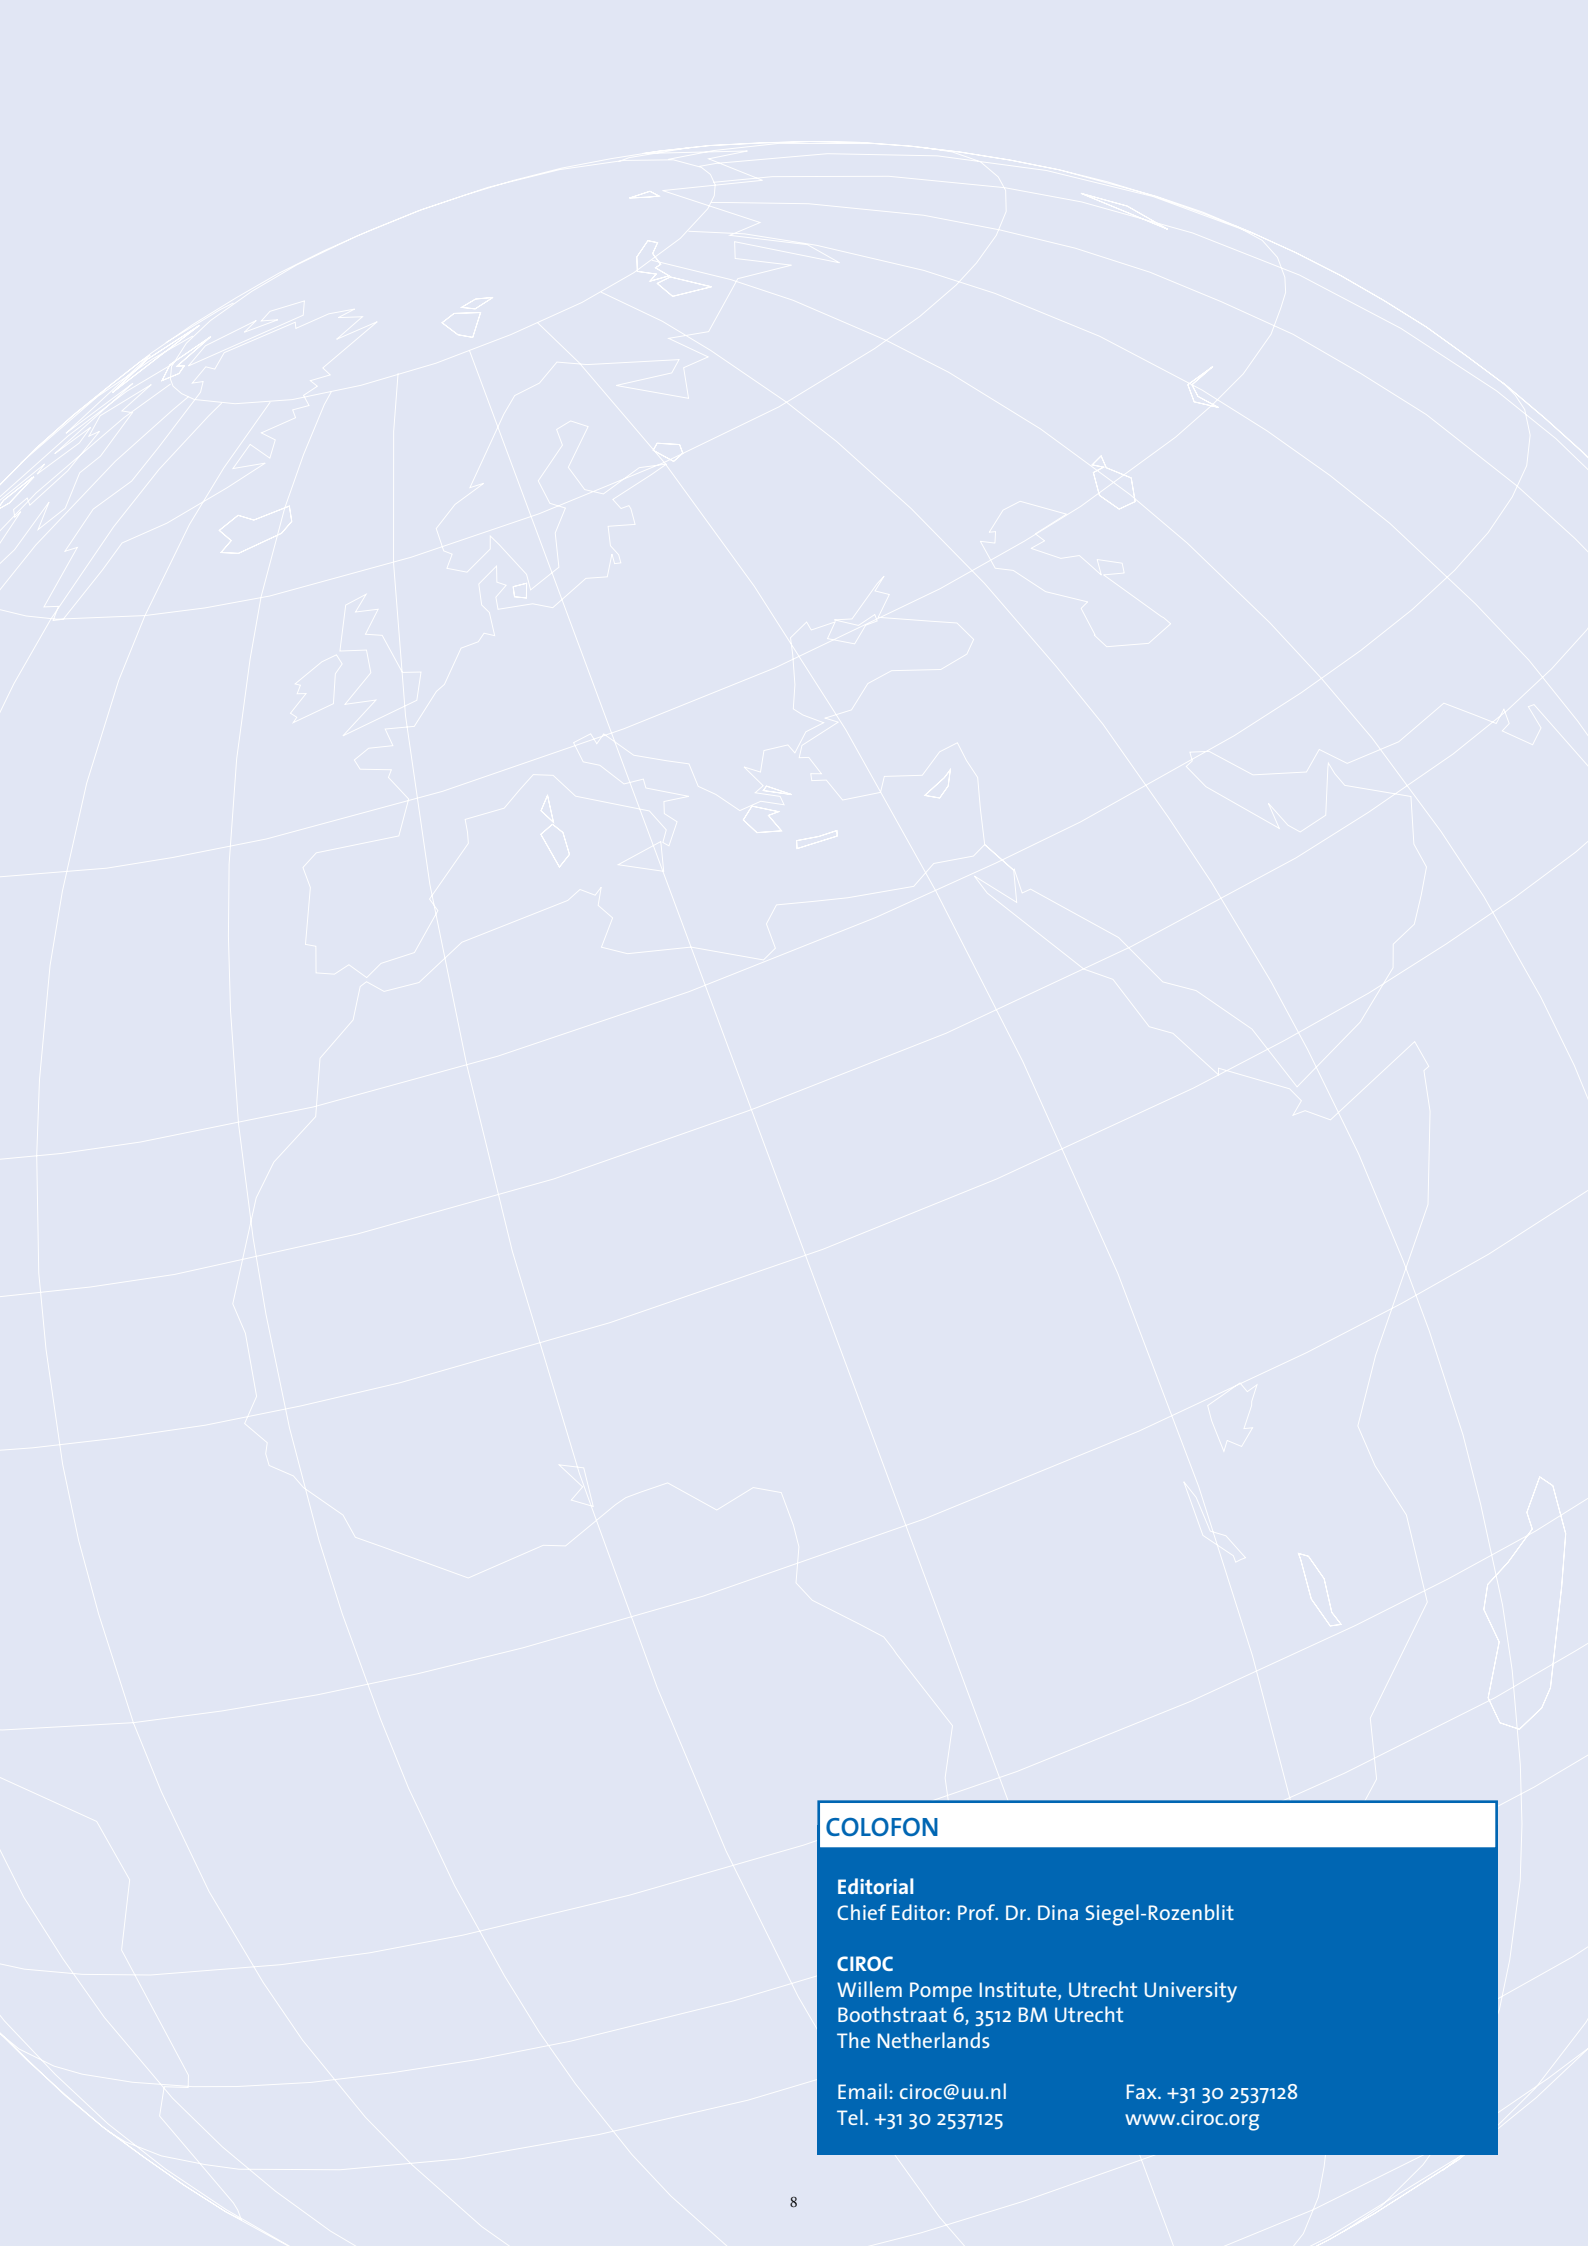 COLOFON
Editorial
Chief Editor: Prof. Dr. Dina Siegel-Rozenblit
CIROC
Willem Pompe Institute, Utrecht University
Boothstraat 6, 3512 BM Utrecht
The Netherlands
Email: ciroc@uu.nl Fax. +31 30 2537128
Tel. +31 30 2537125 www.ciroc.org
8